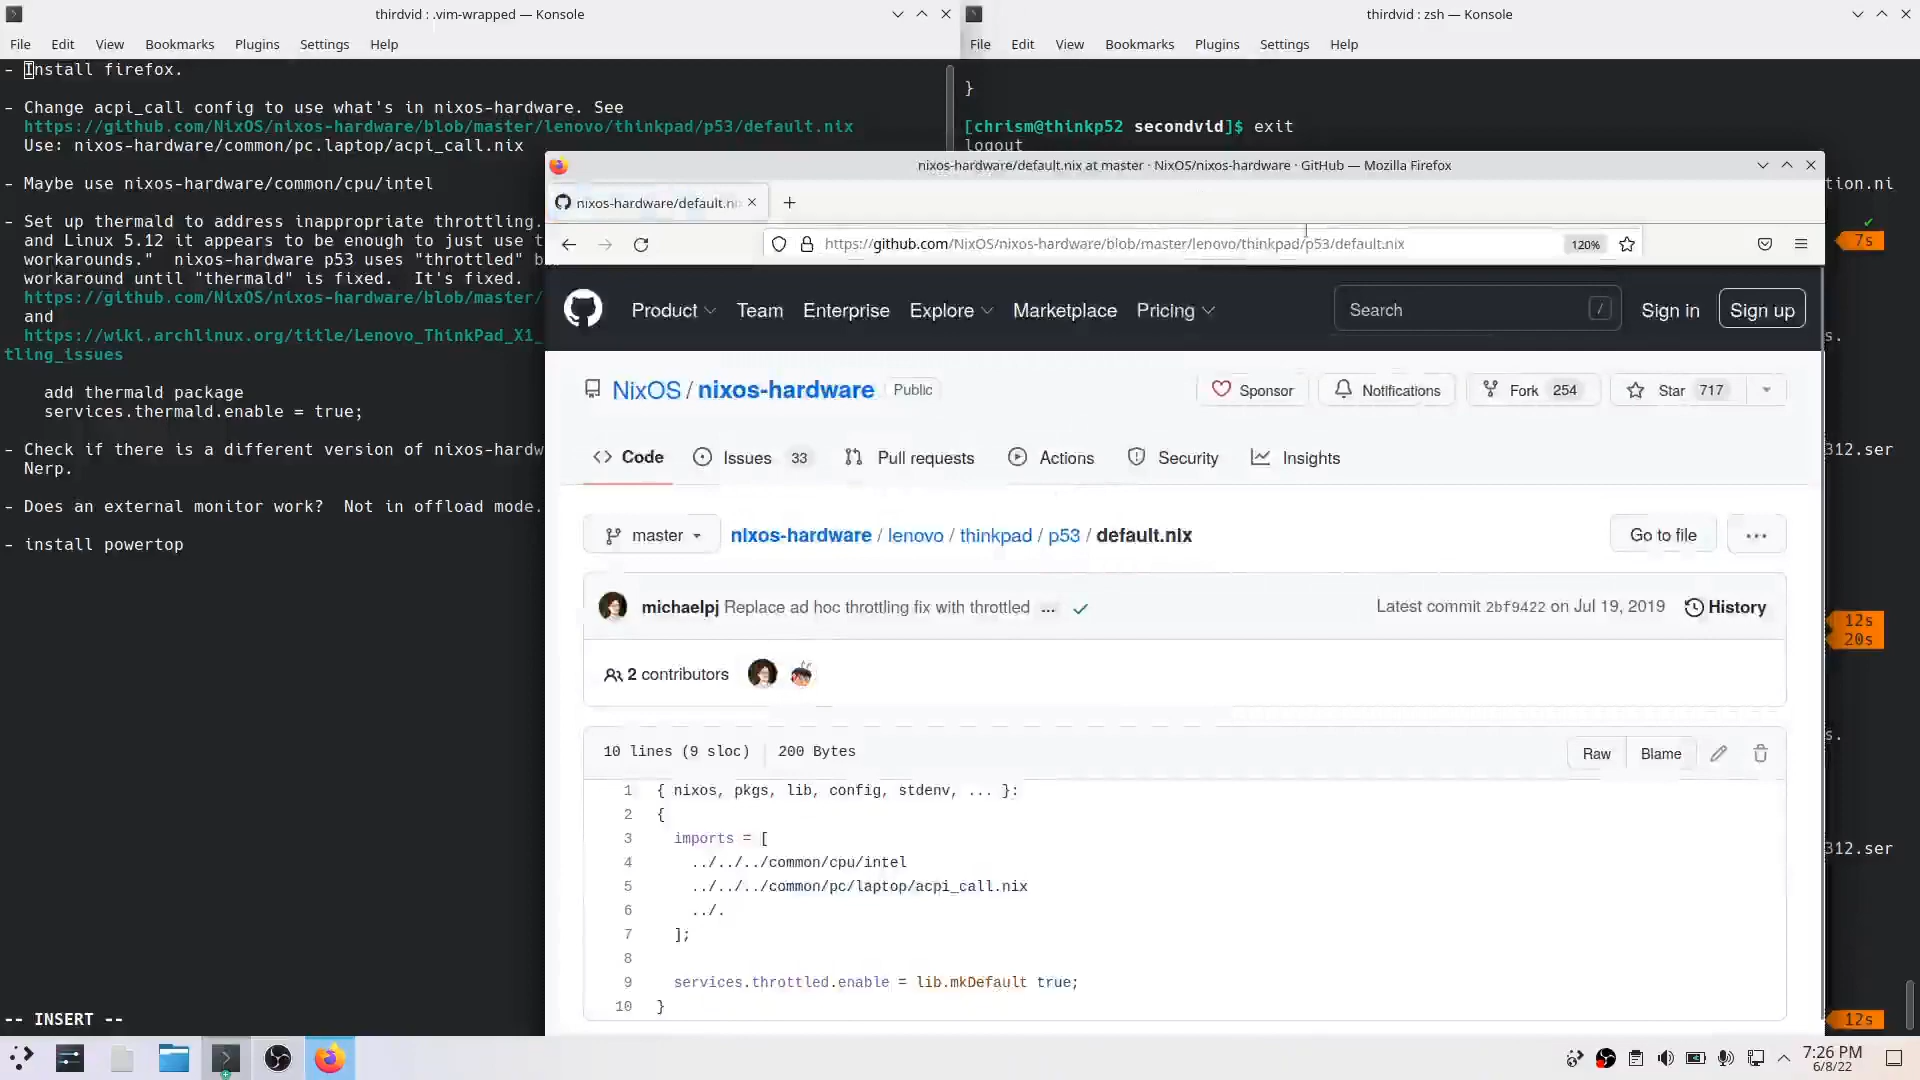 thirdvid : .vim-wrapped — Konsole
File Edit View Bookmarks Plugins Settings Help
- Install firefox.
- Change acpi_call config to use what's in nixos-hardware. See
https://github.com/NixOS/nixos-hardware/blob/master/lenovo/thinkpad/p53/default.nix
Use: nixos-hardware/common/pc.laptop/acpi_call.nix
- Maybe use nixos-hardware/common/cpu/intel
- Set up thermald to address inappropriate throttling.
and Linux 5.12 it appears to be enough to just use t
workarounds." nixos-hardware p53 uses "throttled" b
workaround until "thermald" is fixed. It's fixed.
https://github.com/NixOS/nixos-hardware/blob/master/
and
https://wiki.archlinux.org/title/Lenovo_ThinkPad_X1_
tling_issues
add thermald package
services.thermald.enable = true;
- Check if there is a different version of nixos-hardw
Nerp.
- Does an external monitor work? Not in offload mode.
- install powertop
-- INSERT --
thirdvid : zsh — Konsole
File Edit View Bookmarks Plugins Settings Help
}
[chrism@thinkp52 secondvid]$ exit
logout
tion.ni
✔
7s
s.
312.ser
12s
20s
s.
312.ser
12s
nixos-hardware/default.nix at master · NixOS/nixos-hardware · GitHub — Mozilla Firefox
nixos-hardware/default.ni
https://github.com/NixOS/nixos-hardware/blob/master/lenovo/thinkpad/p53/default.nix 120%
Product Team Enterprise Explore Marketplace Pricing Search / Sign in Sign up
NixOS / nixos-hardware Public Sponsor Notifications Fork 254 Star 717
Code Issues 33 Pull requests Actions Security Insights
master nixos-hardware / lenovo / thinkpad / p53 / default.nix Go to file ...
michaelpj Replace ad hoc throttling fix with throttled ... ✓ Latest commit 2bf9422 on Jul 19, 2019 History
2 contributors
10 lines (9 sloc) 200 Bytes Raw Blame
1 { nixos, pkgs, lib, config, stdenv, ... }:
2 {
3 imports = [
4 ../../../common/cpu/intel
5 ../../../common/pc/laptop/acpi_call.nix
6 ../.
7 ];
8
9 services.throttled.enable = lib.mkDefault true;
10 }
7:26 PM
6/8/22